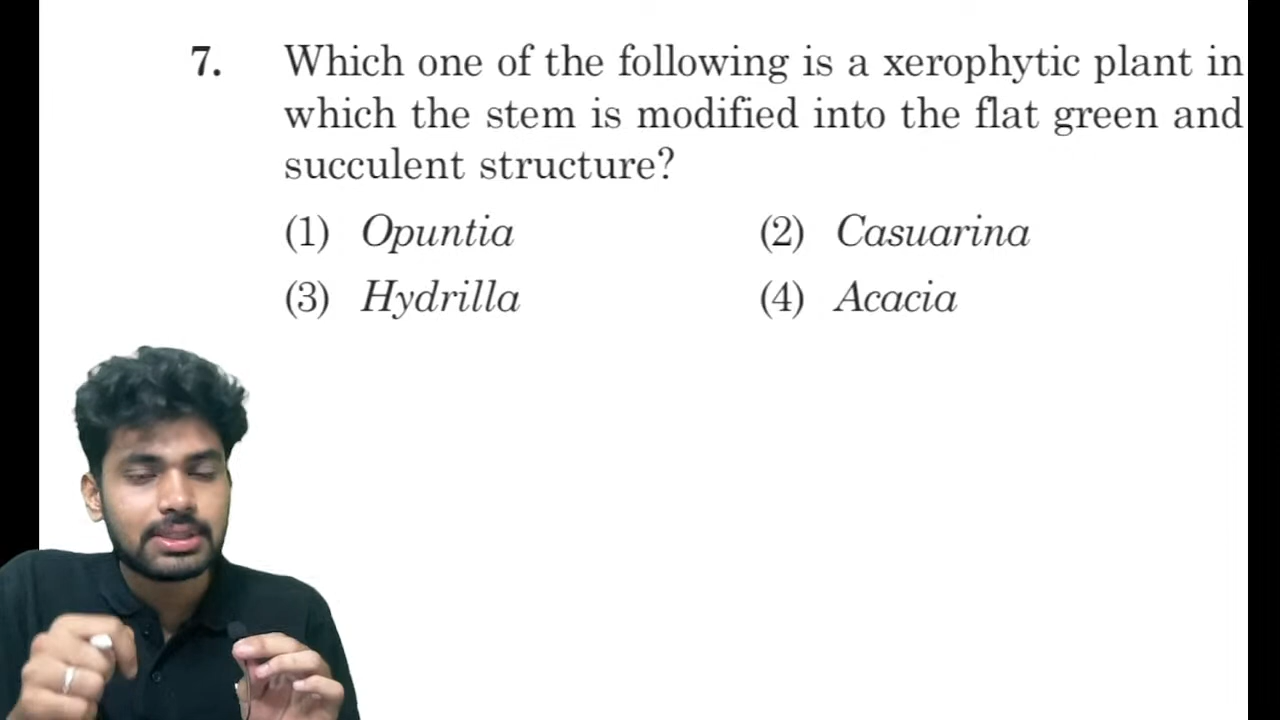 7. Which one of the following is a xerophytic plant in
which the stem is modified into the flat green and
succulent structure?
(1) Opuntia (2) Casuarina
(3) Hydrilla (4) Acacia